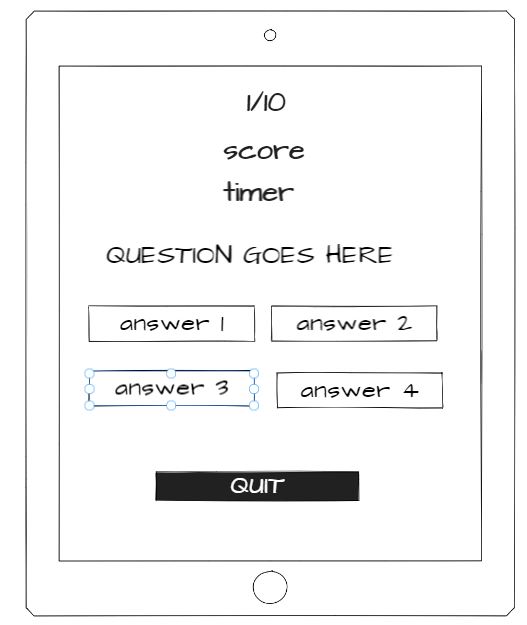 1/10
score
timer
QUESTION GOES HERE
answer 1 answer 2
answer 3 answer 4
QUIT